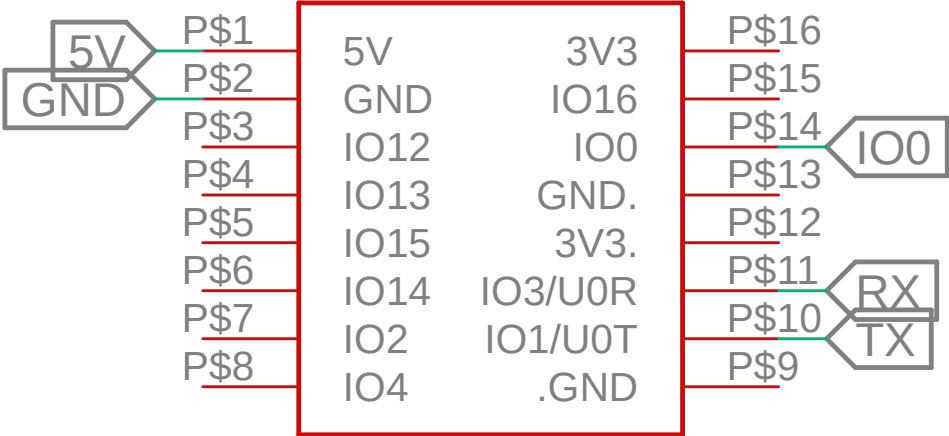 5V P$1 5V 3V3 P$16
GND P$2 GND IO16 P$15
P$3 IO12 IO0 P$14 IO0
P$4 IO13 GND. P$13
P$5 IO15 3V3. P$12
P$6 IO14 IO3/U0R P$11 RX
P$7 IO2 IO1/U0T P$10 TX
P$8 IO4 .GND P$9